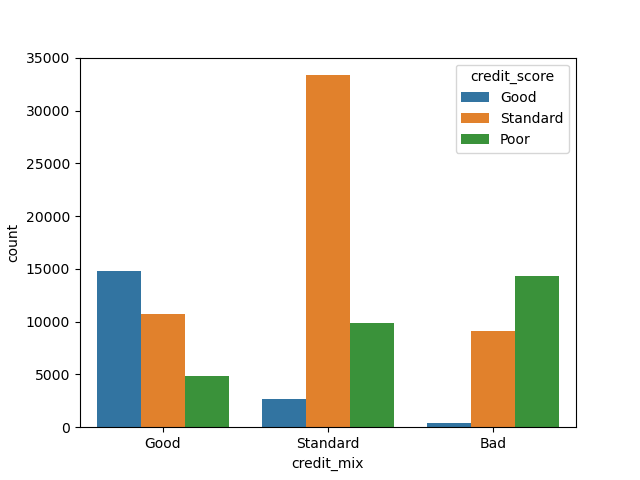 35000
30000
25000
20000
15000
10000
5000
0
count
Good
Standard
Bad
credit_mix
credit_score
Good
Standard
Poor